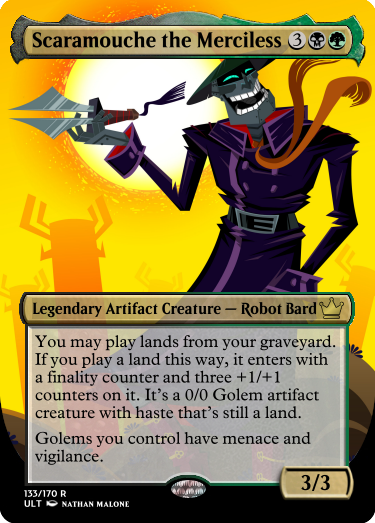 Scaramouche the Merciless 3
Legendary Artifact Creature — Robot Bard
You may play lands from your graveyard.
If you play a land this way, it enters with
a finality counter and three +1/+1
counters on it. It's a 0/0 Golem artifact
creature with haste that's still a land.
Golems you control have menace and
vigilance.
3/3
133/170 R
ULT NATHAN MALONE